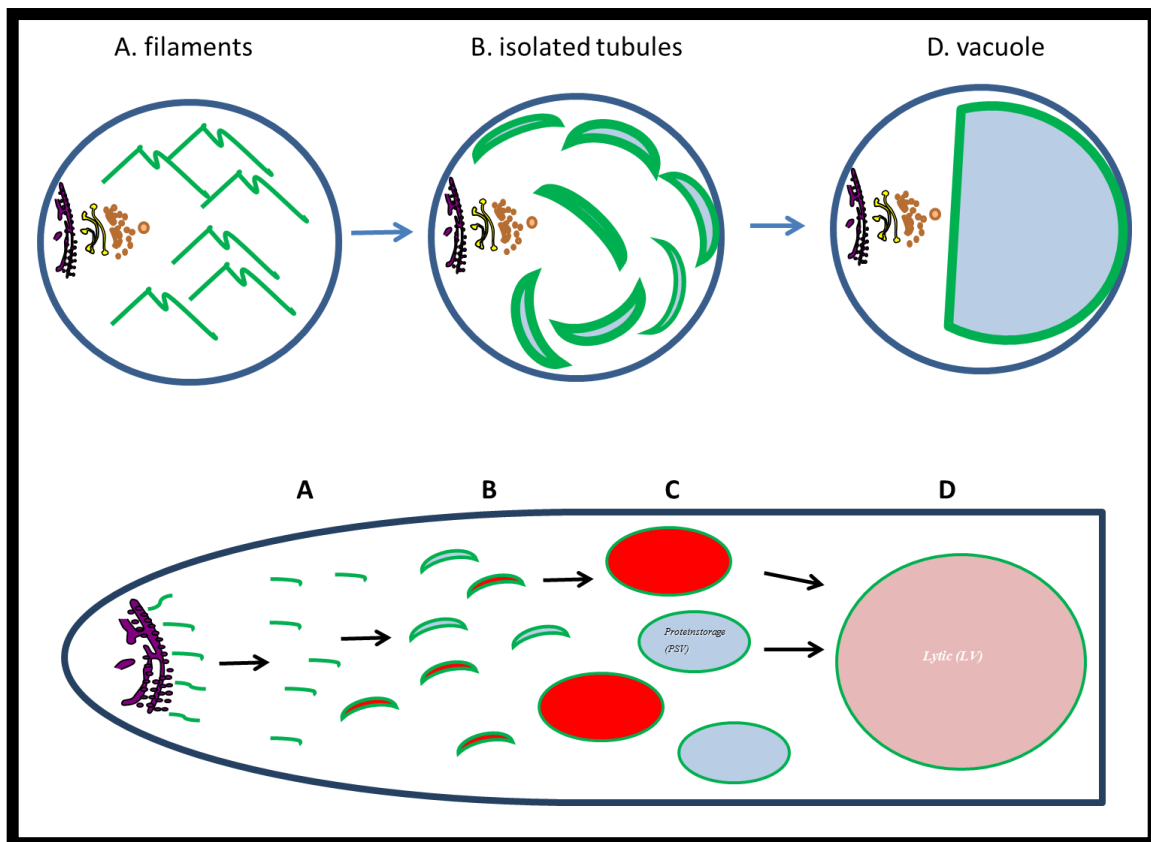 A. filaments
B. isolated tubules
D. vacuole
A
B
C
D
Proteinstorage
(PSV)
Lytic (LV)